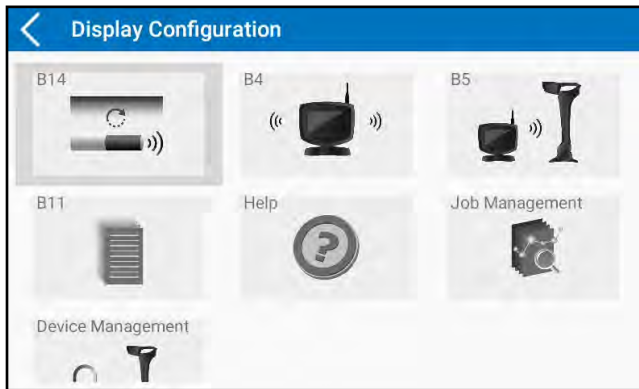 Display Configuration
B14 B4 B5
B11 Help Job Management
?
Device Management